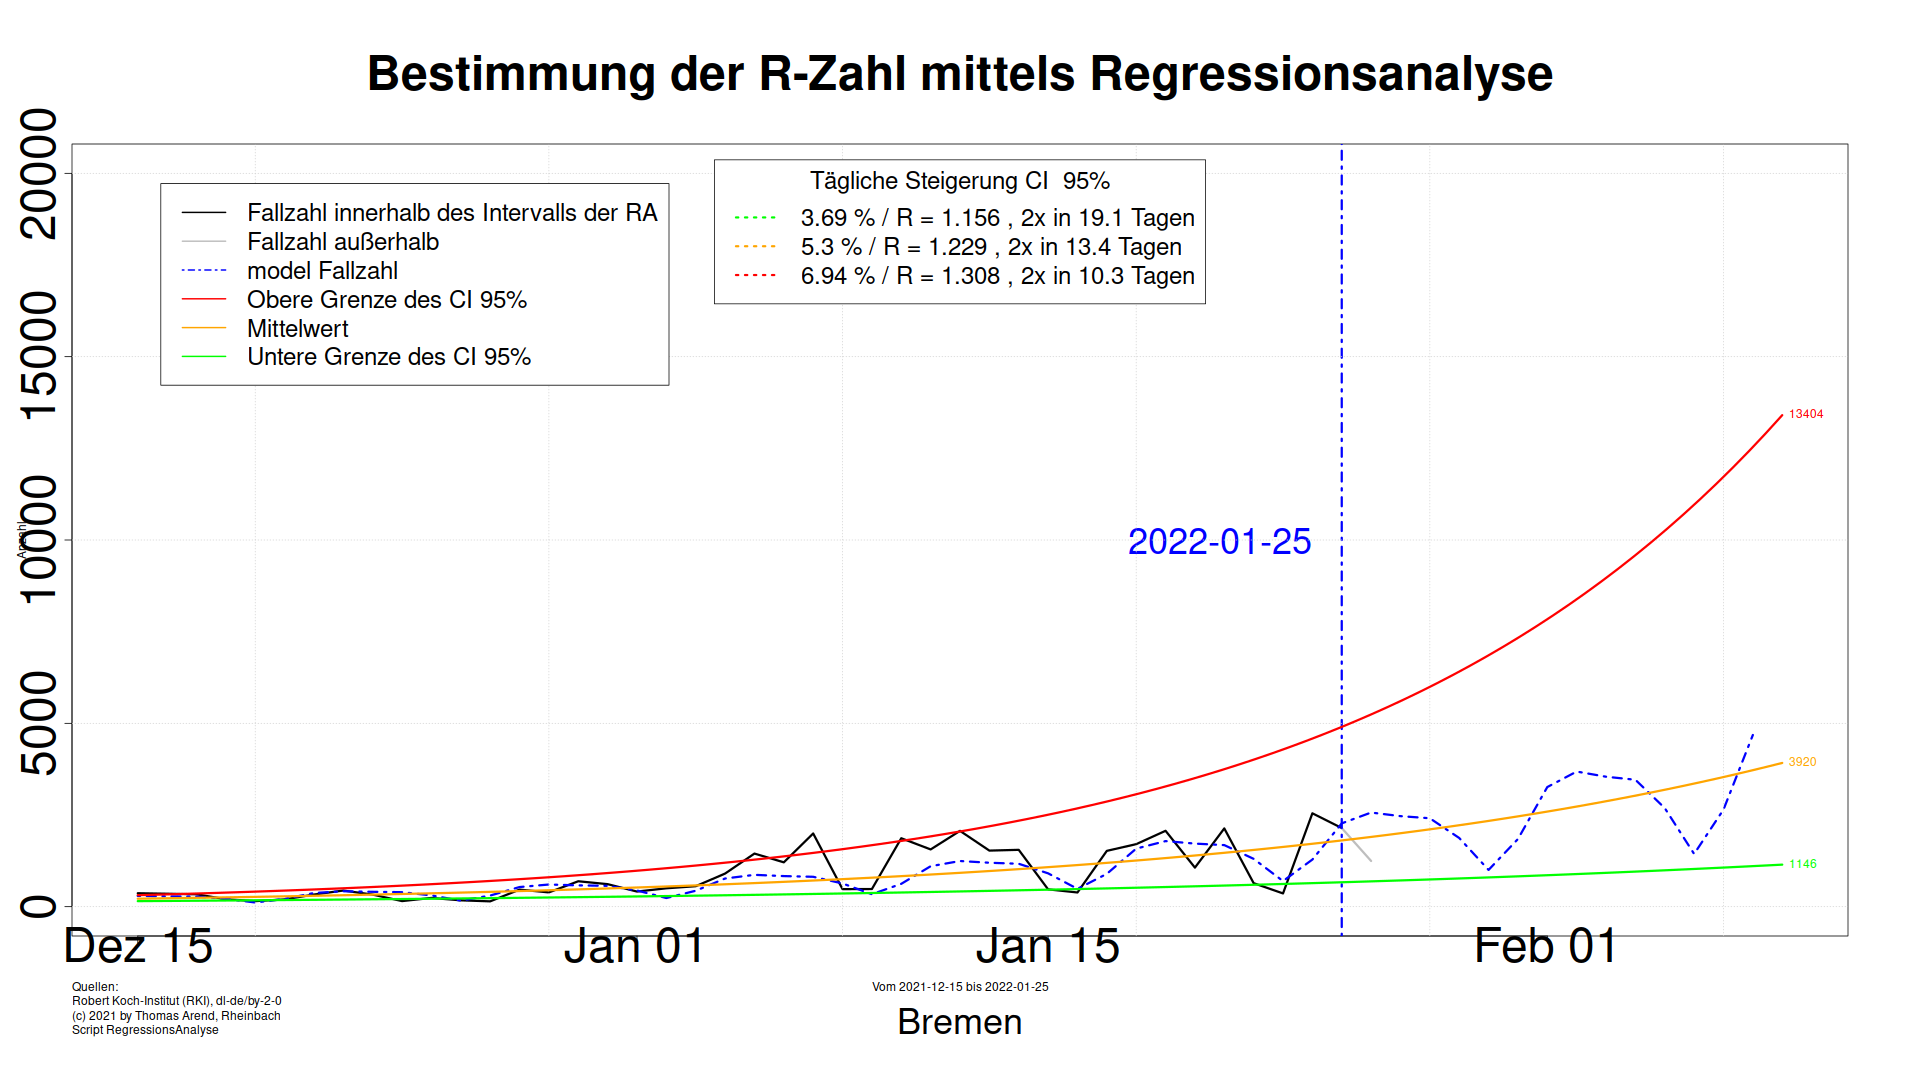 Bestimmung der R-Zahl mittels Regressionsanalyse
20000
15000
10000
5000
0
Anzahl
Fallzahl innerhalb des Intervalls der RA
Fallzahl außerhalb
model Fallzahl
Obere Grenze des CI 95%
Mittelwert
Untere Grenze des CI 95%
Tägliche Steigerung CI 95%
3.69 % / R = 1.156 , 2x in 19.1 Tagen
5.3 % / R = 1.229 , 2x in 13.4 Tagen
6.94 % / R = 1.308 , 2x in 10.3 Tagen
13404
2022-01-25
3920
1146
Dez 15 Jan 01 Jan 15 Feb 01
Quellen:
Robert Koch-Institut (RKI), dl-de/by-2-0
(c) 2021 by Thomas Arend, Rheinbach
Script RegressionsAnalyse
Vom 2021-12-15 bis 2022-01-25
Bremen